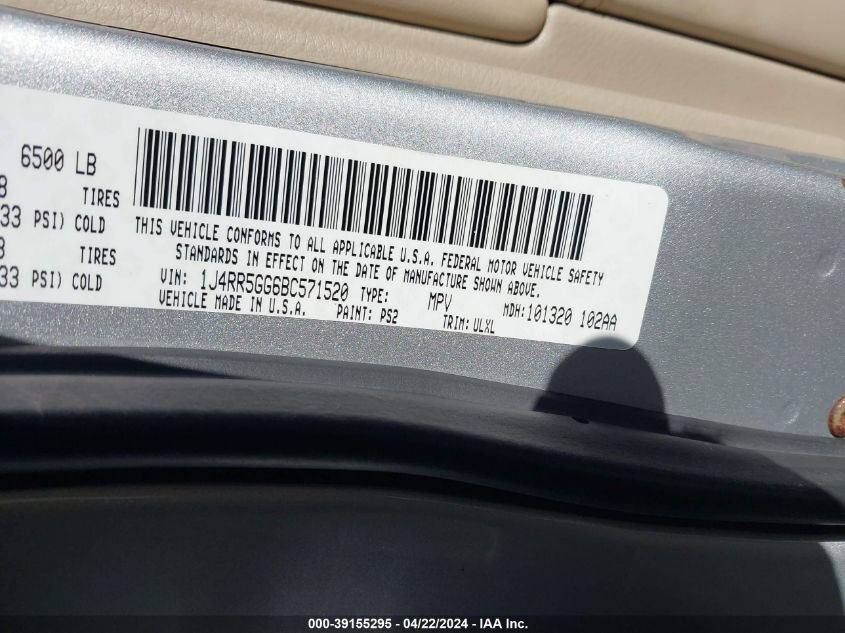 6500 LB
8 TIRES
33 PSI) COLD
8 TIRES
33 PSI) COLD
THIS VEHICLE CONFORMS TO ALL APPLICABLE U.S.A. FEDERAL MOTOR VEHICLE SAFETY
STANDARDS IN EFFECT ON THE DATE OF MANUFACTURE SHOWN ABOVE.
VIN: 1J4RR5GG6BC571520 TYPE: MPV MDH:101320 102AA
VEHICLE MADE IN U.S.A. PAINT: PS2 TRIM: ULXL
000-39155295 - 04/22/2024 - IAA Inc.